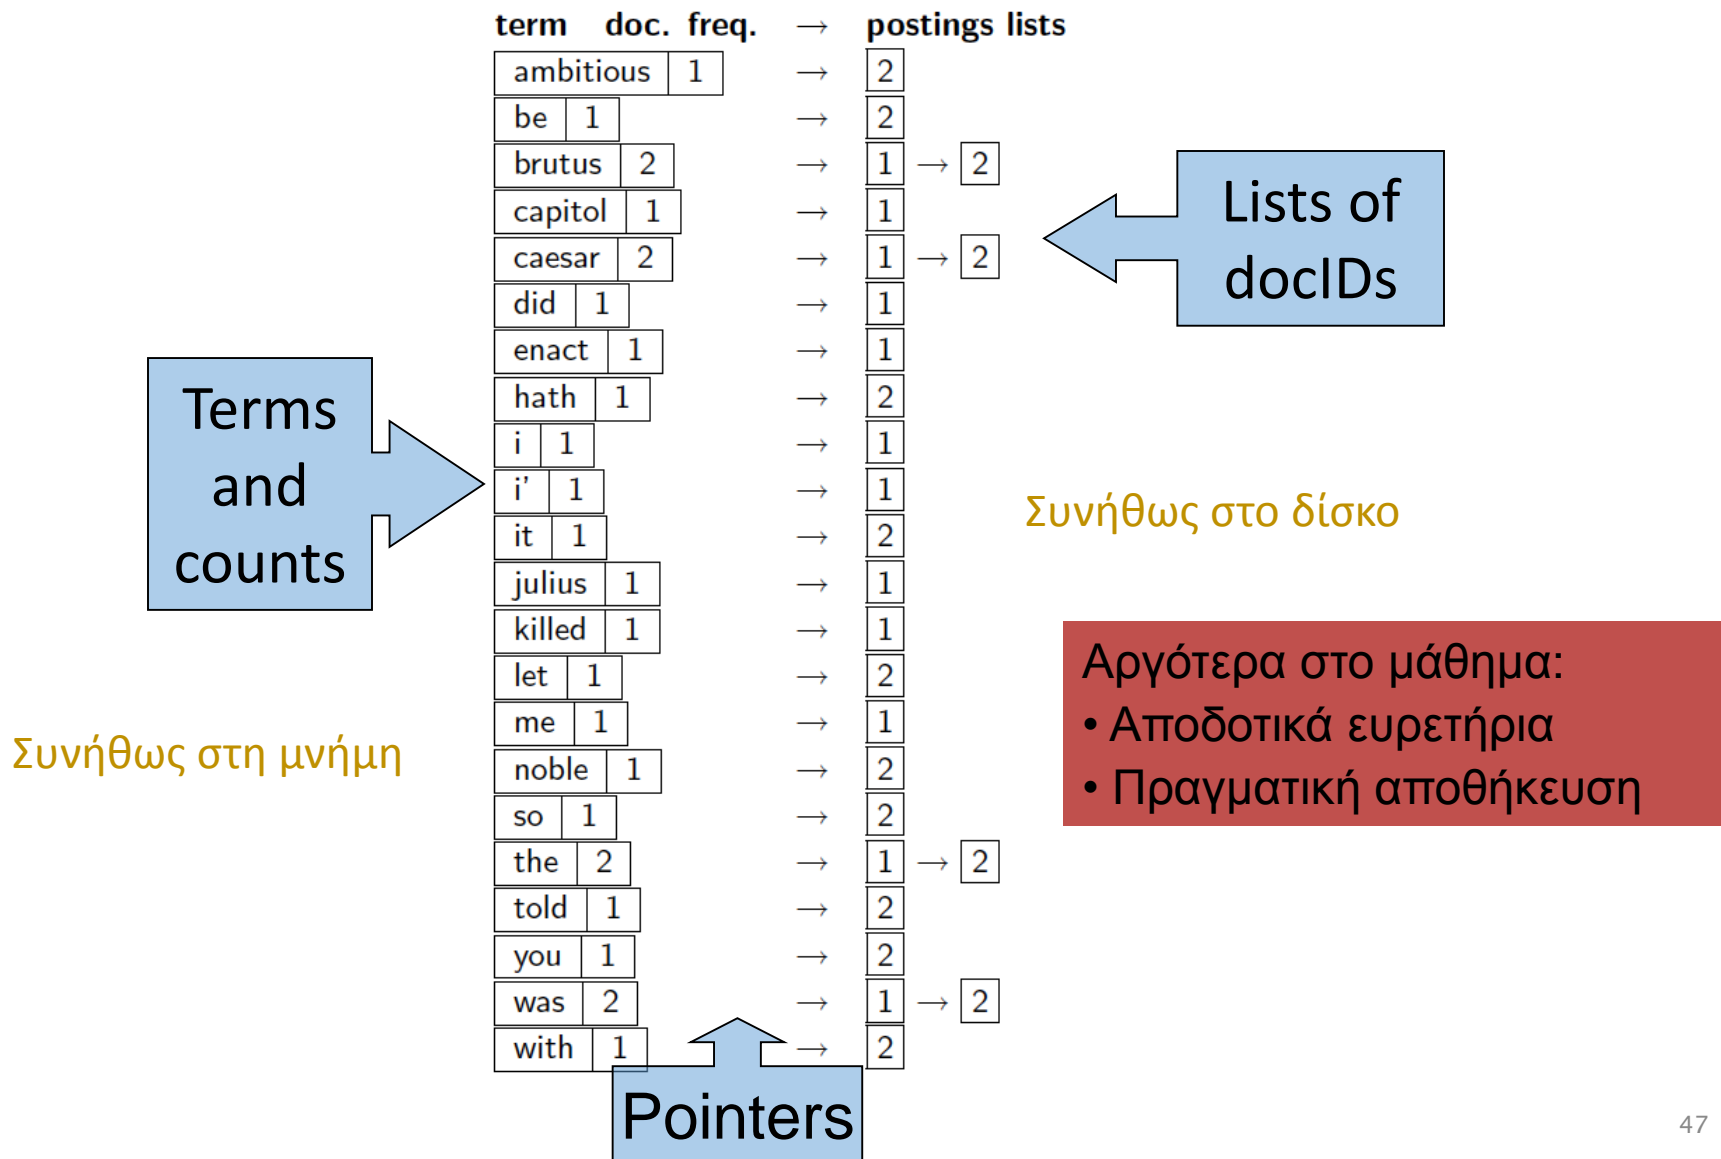 term doc. freq. → postings lists
ambitious 1 → 2
be 1 → 2
brutus 2 → 1 → 2
capitol 1 → 1
caesar 2 → 1 → 2
did 1 → 1
enact 1 → 1
hath 1 → 2
i 1 → 1
i' 1 → 1
it 1 → 2
julius 1 → 1
killed 1 → 1
let 1 → 2
me 1 → 1
noble 1 → 2
so 1 → 2
the 2 → 1 → 2
told 1 → 2
you 1 → 2
was 2 → 1 → 2
with 1 → 2
Lists of
docIDs
Terms
and
counts
Συνήθως στο δίσκο
Αργότερα στο μάθημα:
• Αποδοτικά ευρετήρια
• Πραγματική αποθήκευση
Συνήθως στη μνήμη
Pointers
47